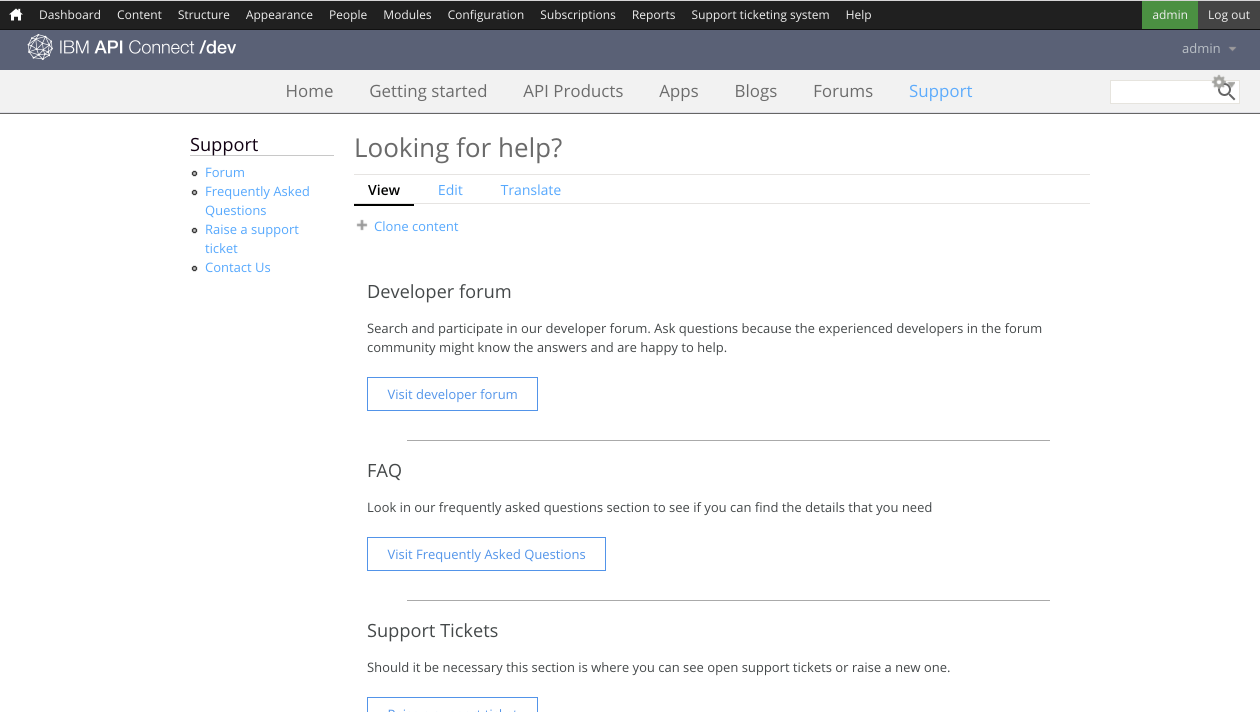 Dashboard Content Structure Appearance People Modules Configuration Subscriptions Reports Support ticketing system Help admin Log out
IBM API Connect /dev admin
Home Getting started API Products Apps Blogs Forums Support
Support
Forum
Frequently Asked
Questions
Raise a support
ticket
Contact Us
Looking for help?
View Edit Translate
Clone content
Developer forum
Search and participate in our developer forum. Ask questions because the experienced developers in the forum
community might know the answers and are happy to help.
Visit developer forum
FAQ
Look in our frequently asked questions section to see if you can find the details that you need
Visit Frequently Asked Questions
Support Tickets
Should it be necessary this section is where you can see open support tickets or raise a new one.